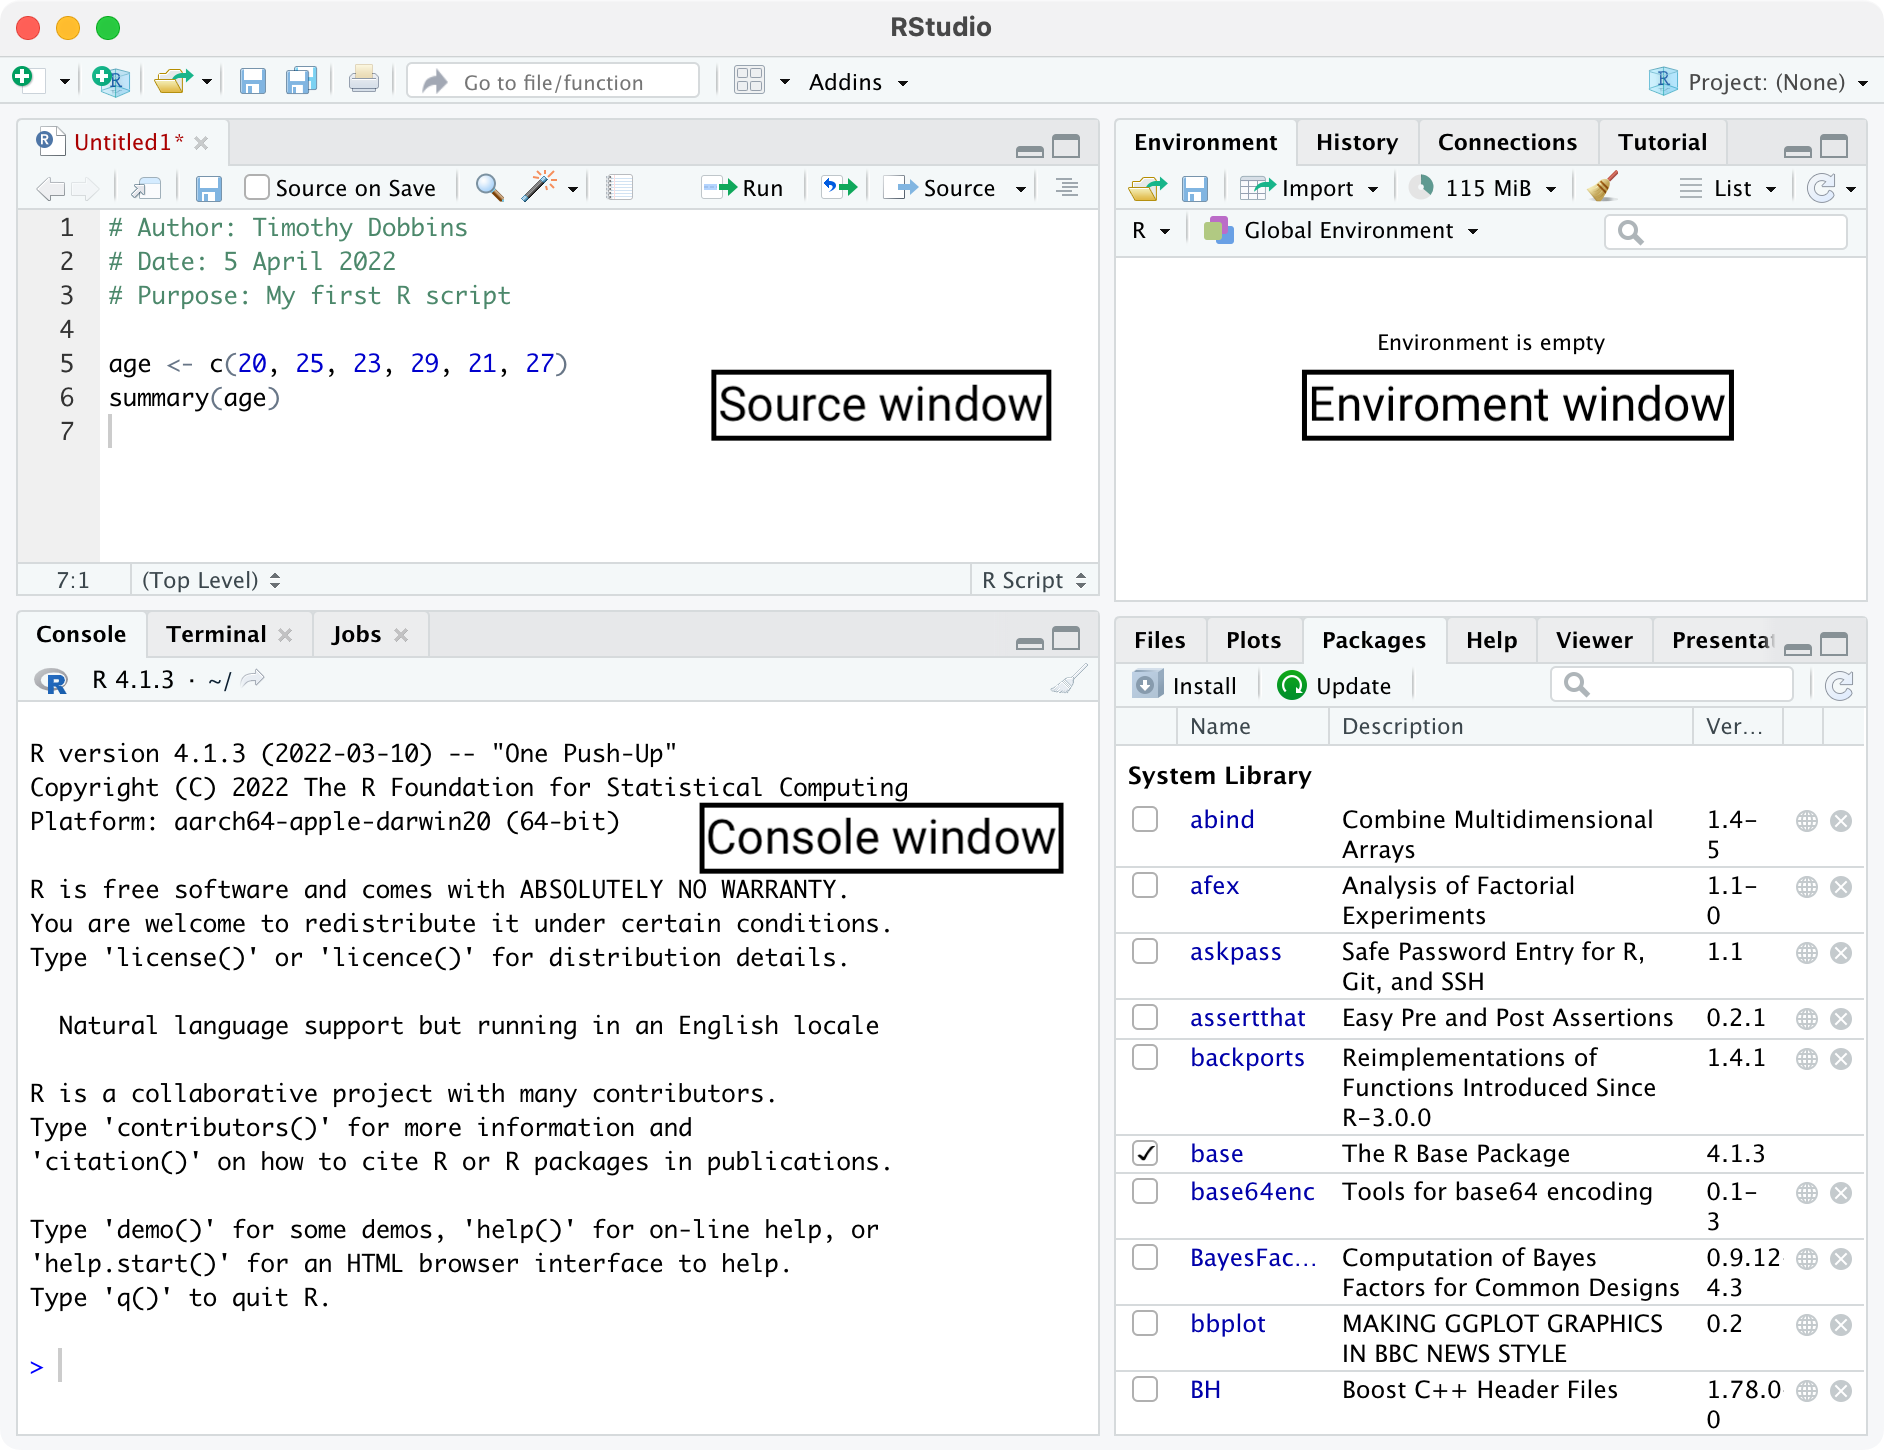 RStudio
Go to file/function
Addins
Project: (None)
Untitled1*
Source on Save
Run
Source
1 # Author: Timothy Dobbins
2 # Date: 5 April 2022
3 # Purpose: My first R script
4
5 age <- c(20, 25, 23, 29, 21, 27)
6 summary(age)
7
Source window
7:1 (Top Level) R Script
Environment History Connections Tutorial
Import 115 MiB List
R Global Environment
Environment is empty
Enviroment window
Console Terminal Jobs
R 4.1.3 · ~/
R version 4.1.3 (2022-03-10) -- "One Push-Up"
Copyright (C) 2022 The R Foundation for Statistical Computing
Platform: aarch64-apple-darwin20 (64-bit)
Console window
R is free software and comes with ABSOLUTELY NO WARRANTY.
You are welcome to redistribute it under certain conditions.
Type 'license()' or 'licence()' for distribution details.
Natural language support but running in an English locale
R is a collaborative project with many contributors.
Type 'contributors()' for more information and
'citation()' on how to cite R or R packages in publications.
Type 'demo()' for some demos, 'help()' for on-line help, or
'help.start()' for an HTML browser interface to help.
Type 'q()' to quit R.
>
Files Plots Packages Help Viewer Presentat
Install Update
Name Description Ver...
System Library
abind Combine Multidimensional 1.4-
Arrays 5
afex Analysis of Factorial 1.1-
Experiments 0
askpass Safe Password Entry for R, 1.1
Git, and SSH
assertthat Easy Pre and Post Assertions 0.2.1
backports Reimplementations of 1.4.1
Functions Introduced Since
R-3.0.0
base The R Base Package 4.1.3
base64enc Tools for base64 encoding 0.1-
3
BayesFac... Computation of Bayes 0.9.12
Factors for Common Designs 4.3
bbplot MAKING GGPLOT GRAPHICS 0.2
IN BBC NEWS STYLE
BH Boost C++ Header Files 1.78.0
0